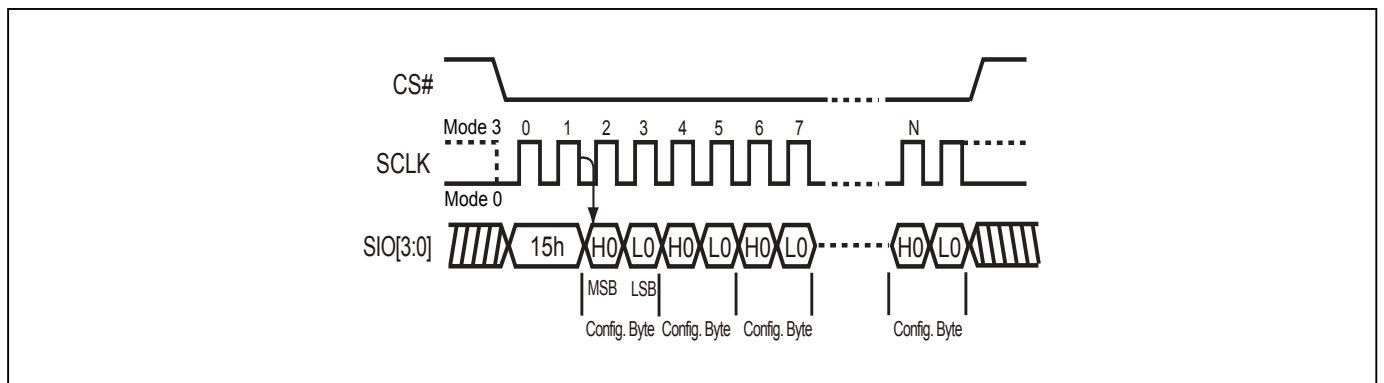 CS#
Mode 3 0 1 2 3 4 5 6 7 N
SCLK
Mode 0
SIO[3:0] 15h H0 L0 H0 L0 H0 L0 H0 L0
MSB LSB
Config. Byte Config. Byte Config. Byte Config. Byte